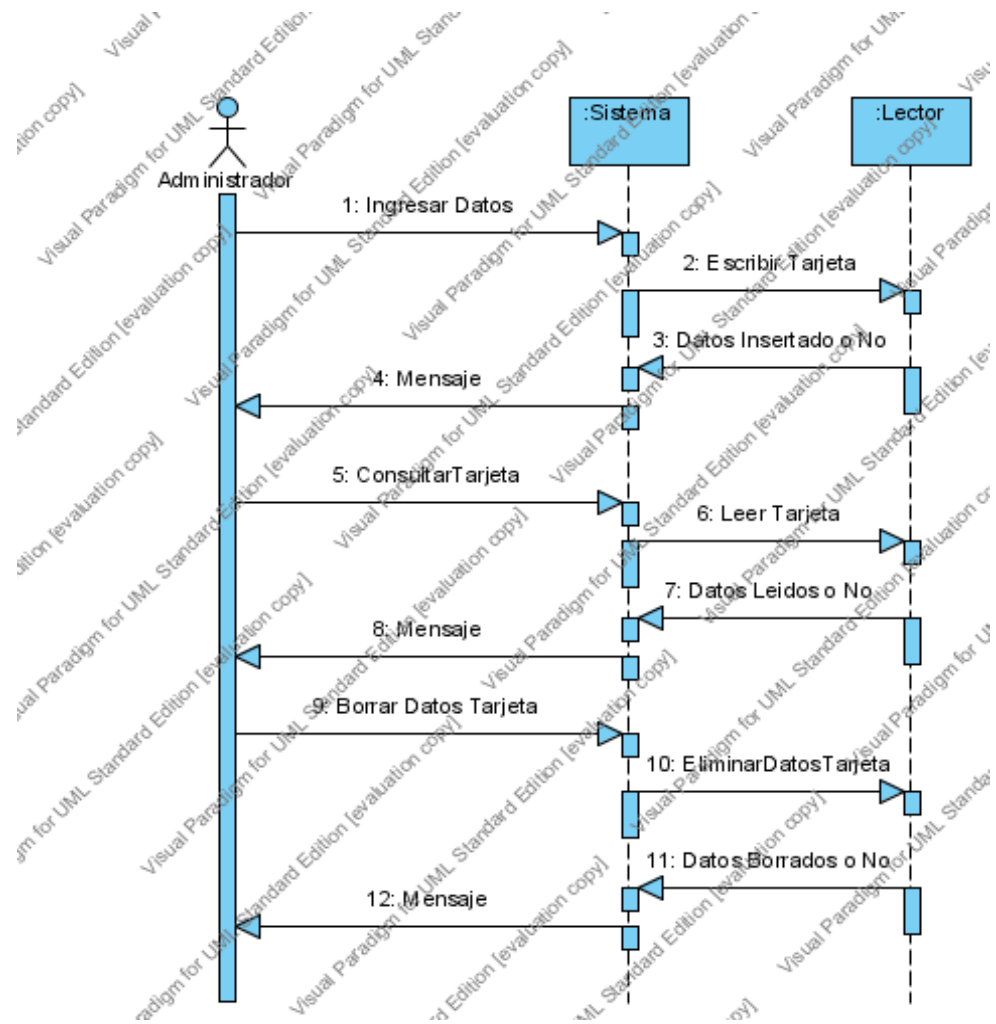 Administrador
:Sistema
:Lector
1: Ingresar Datos
2: Escribir Tarjeta
3: Datos Insertado o No
4: Mensaje
5: ConsultarTarjeta
6: Leer Tarjeta
7: Datos Leidos o No
8: Mensaje
9: Borrar Datos Tarjeta
10: EliminarDatosTarjeta
11: Datos Borrados o No
12: Mensaje
Visual Paradigm for UML Standard Edition [evaluation copy]